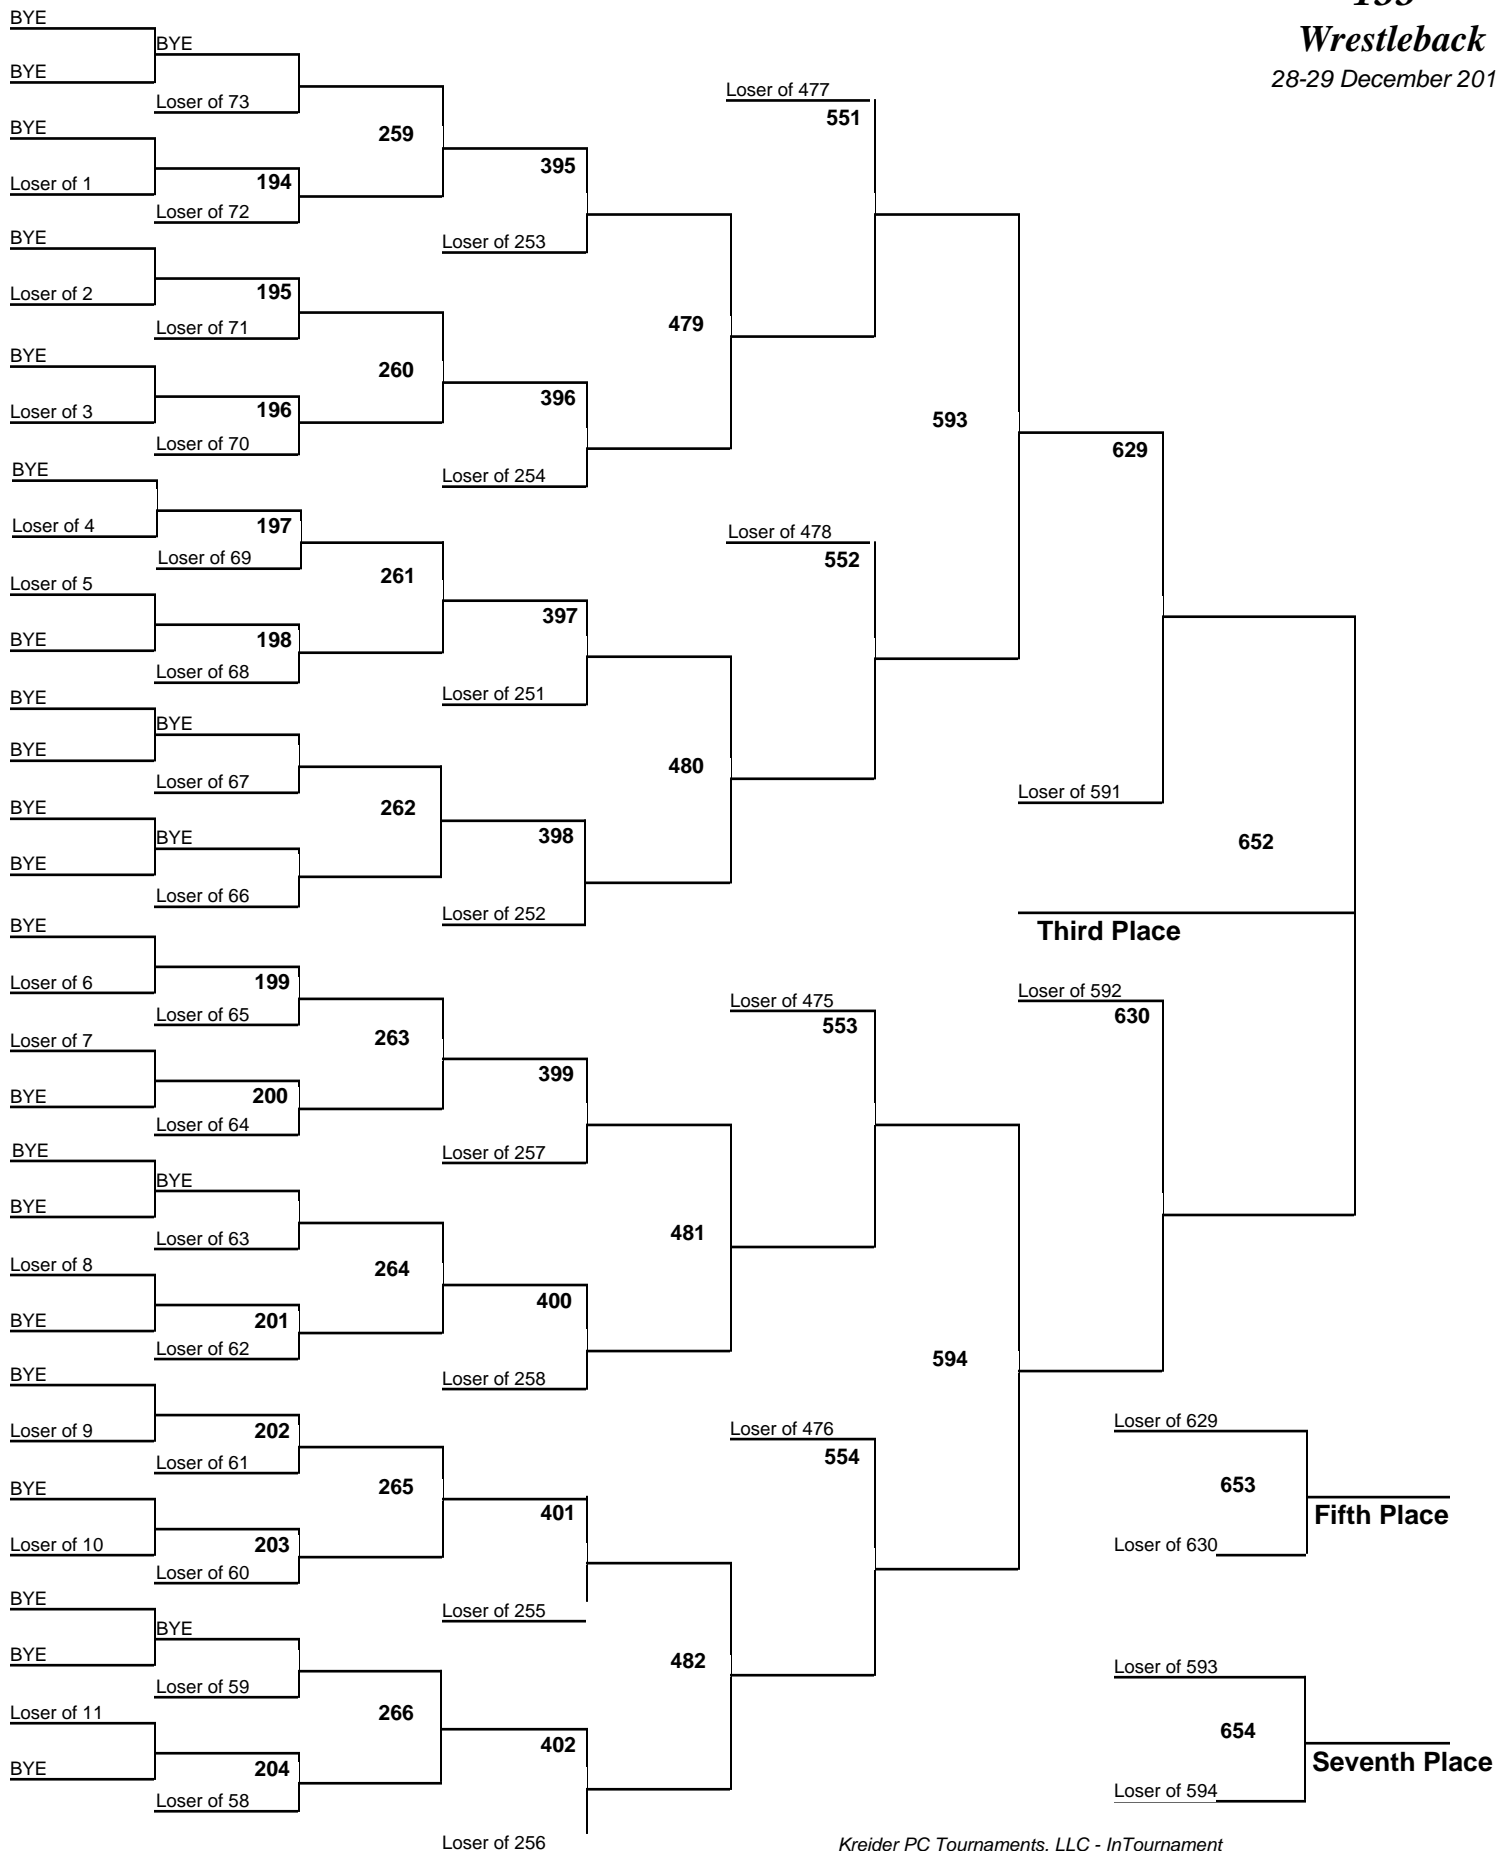 Wrestleback
28-29 December 201
BYE
BYE
BYE
Loser of 73
259
BYE
Loser of 1
194
Loser of 72
395
Loser of 253
Loser of 477
551
BYE
Loser of 2
195
Loser of 71
260
BYE
Loser of 3
196
Loser of 70
396
Loser of 254
479
593
629
BYE
Loser of 4
197
Loser of 69
261
Loser of 5
BYE
198
Loser of 68
397
Loser of 251
Loser of 478
552
BYE
BYE
BYE
Loser of 67
262
BYE
BYE
BYE
Loser of 66
398
Loser of 252
480
Loser of 591
652
Third Place
BYE
Loser of 6
199
Loser of 65
263
Loser of 7
BYE
200
Loser of 64
399
Loser of 257
Loser of 475
553
Loser of 592
630
BYE
BYE
BYE
Loser of 63
264
Loser of 8
BYE
201
Loser of 62
400
Loser of 258
481
594
BYE
Loser of 9
202
Loser of 61
265
BYE
Loser of 10
203
Loser of 60
401
Loser of 255
Loser of 476
554
Loser of 629
653
Fifth Place
Loser of 630
BYE
BYE
BYE
Loser of 59
266
Loser of 11
BYE
204
Loser of 58
402
Loser of 256
482
Loser of 593
654
Seventh Place
Loser of 594
Kreider PC Tournaments, LLC - InTournament